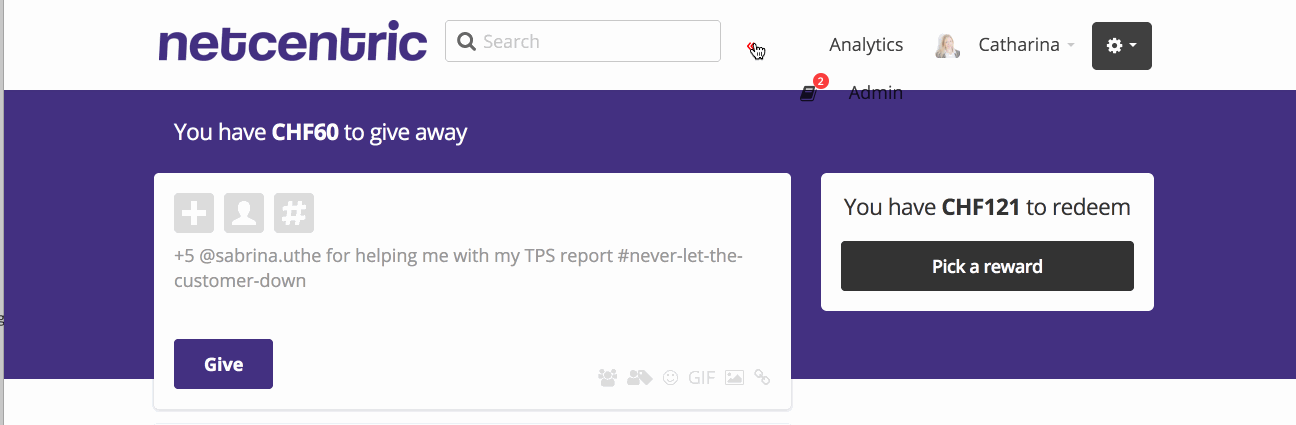 netcentric
Search
Analytics
Catharina
2
Admin
You have CHF60 to give away
+5 @sabrina.uthe for helping me with my TPS report #never-let-the-
customer-down
Give
GIF
You have CHF121 to redeem
Pick a reward